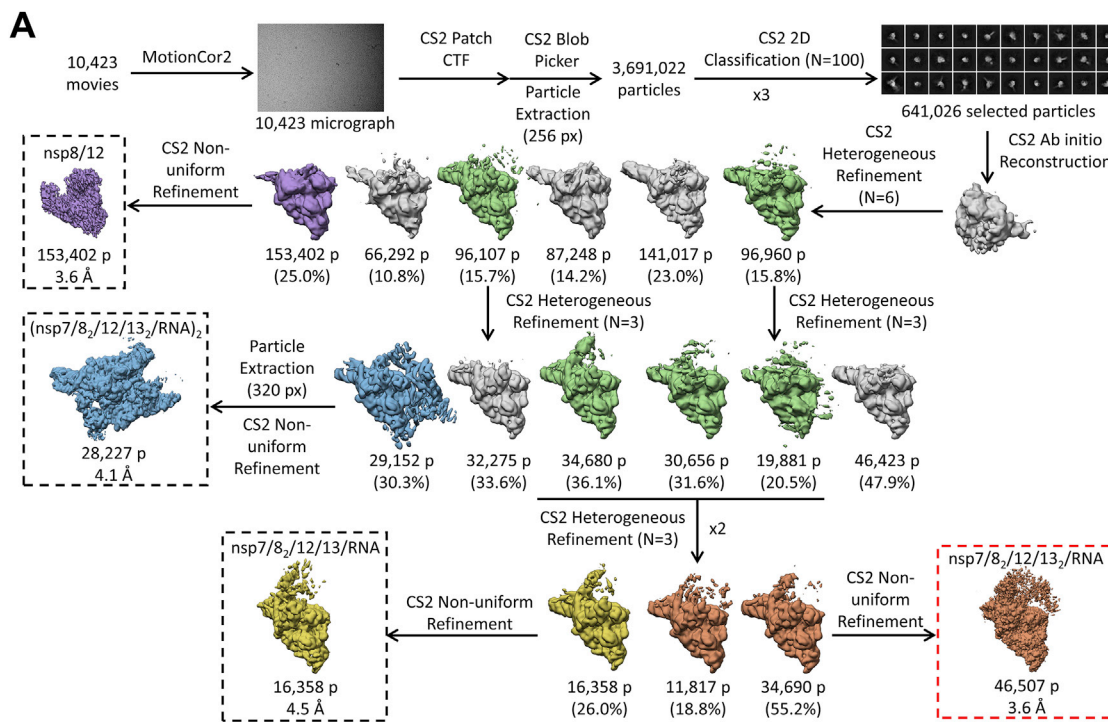 A
10,423
movies
MotionCor2
10,423 micrograph
CS2 Patch
CTF
CS2 Blob
Picker
Particle
Extraction
(256 px)
3,691,022
particles
CS2 2D
Classification (N=100)
x3
641,026 selected particles
CS2 Ab initio
Reconstruction
CS2
Heterogeneous
Refinement
(N=6)
nsp8/12
153,402 p
3.6 Å
CS2 Non-
uniform
Refinement
153,402 p
(25.0%)
66,292 p
(10.8%)
96,107 p
(15.7%)
87,248 p
(14.2%)
141,017 p
(23.0%)
96,960 p
(15.8%)
CS2 Heterogeneous
Refinement (N=3)
CS2 Heterogeneous
Refinement (N=3)
(nsp7/8₂/12/13₂/RNA)₂
28,227 p
4.1 Å
Particle
Extraction
(320 px)
CS2 Non-
uniform
Refinement
29,152 p
(30.3%)
32,275 p
(33.6%)
34,680 p
(36.1%)
30,656 p
(31.6%)
19,881 p
(20.5%)
46,423 p
(47.9%)
CS2 Heterogeneous
Refinement (N=3)
x2
nsp7/8₂/12/13/RNA
16,358 p
4.5 Å
CS2 Non-uniform
Refinement
16,358 p
(26.0%)
11,817 p
(18.8%)
34,690 p
(55.2%)
CS2 Non-
uniform
Refinement
nsp7/8₂/12/13₂/RNA
46,507 p
3.6 Å